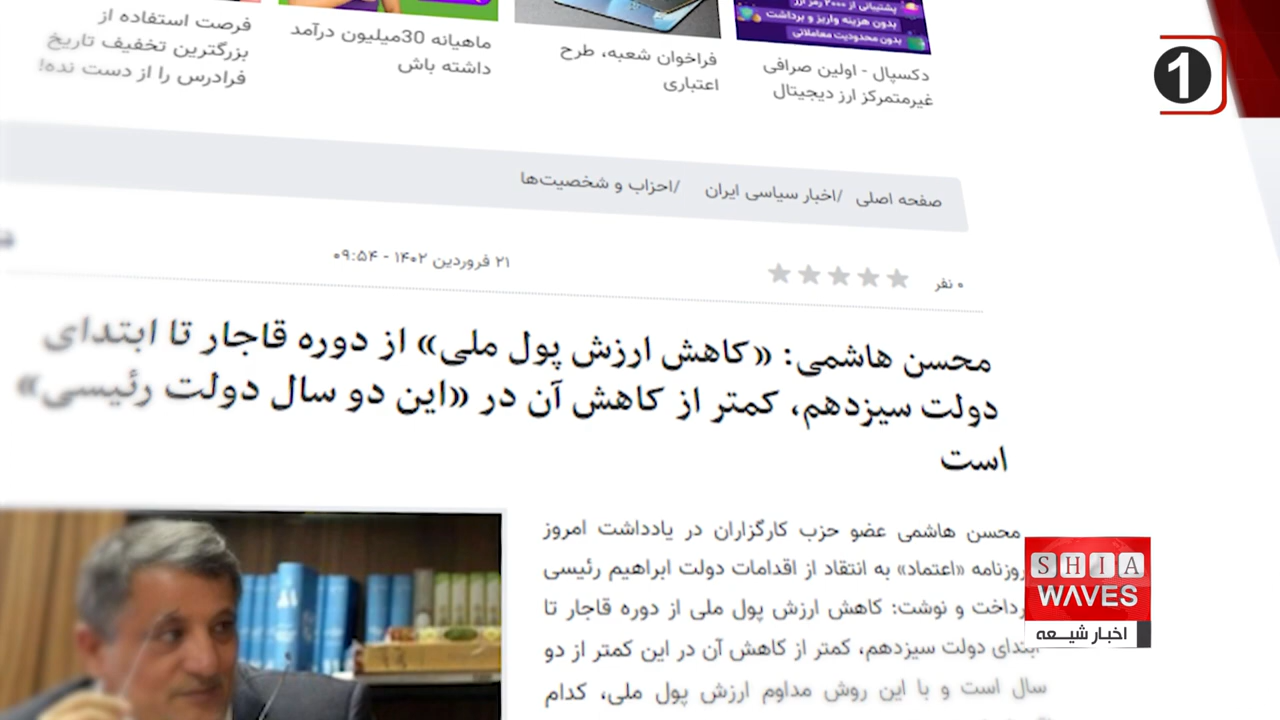 پشتیبانی از ۲۰۰۰ رمز ارز
بدون هزینه واریز و برداشت
بدون محدودیت معاملاتی
دکسپال - اولین صرافی
غیرمتمرکز ارز دیجیتال
فراخوان شعبه، طرح
اعتباری
ماهیانه 30میلیون درآمد
داشته باش
فرصت استفاده از
بزرگترین تخفیف تاریخ
فرادرس را از دست نده!
1
صفحه اصلی /اخبار سیاسی ایران /احزاب و شخصیت‌ها
۰ نفر
۲۱ فروردین ۱۴۰۲ - ۰۹:۵۴
محسن هاشمی: «کاهش ارزش پول ملی» از دوره قاجار تا ابتدای
دولت سیزدهم، کمتر از کاهش آن در «این دو سال دولت رئیسی»
است
محسن هاشمی عضو حزب کارگزاران در یادداشت امروز
روزنامه «اعتماد» به انتقاد از اقدامات دولت ابراهیم رئیسی
پرداخت و نوشت: کاهش ارزش پول ملی از دوره قاجار تا
ابتدای دولت سیزدهم، کمتر از کاهش آن در این کمتر از دو
سال است و با این روش مداوم ارزش پول ملی، کدام
SHIA
WAVES
اخبار شیعه